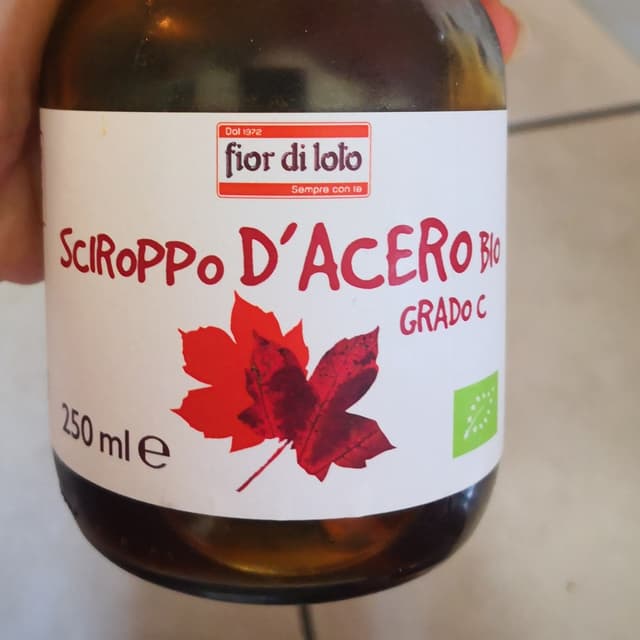 Dal 1972
fior di loto
Sempre con te
SCIROPPO D'ACERO BIO
GRADO C
250 ml e